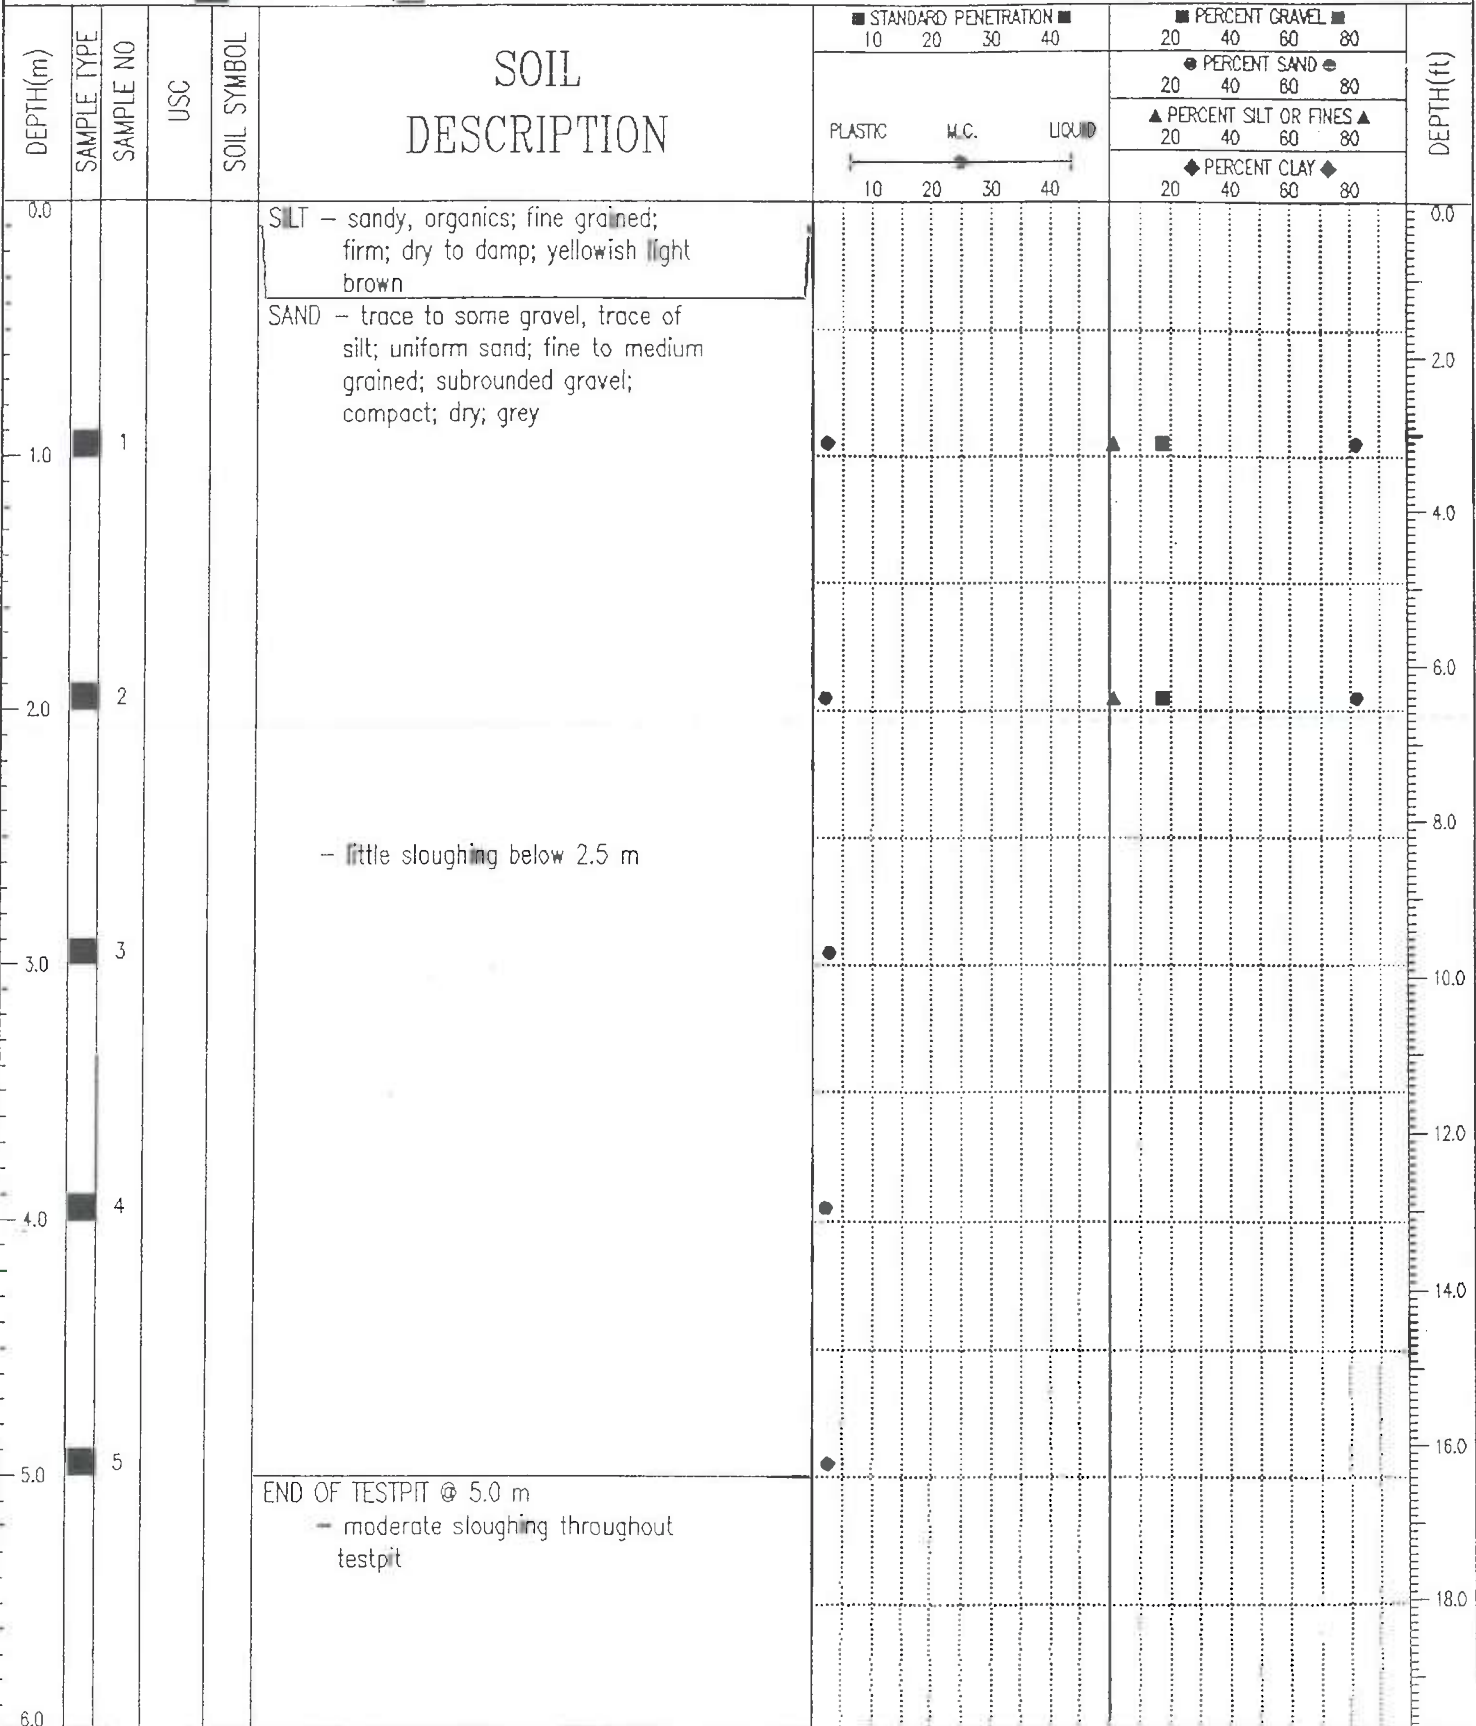 DEPTH(m)
SAMPLE TYPE
SAMPLE NO
USC
SOIL SYMBOL
SOIL
DESCRIPTION
■ STANDARD PENETRATION ■
10 20 30 40
PLASTIC M.C. LIQUID
10 20 30 40
■ PERCENT GRAVEL ■
20 40 60 80
● PERCENT SAND ●
20 40 60 80
▲ PERCENT SILT OR FINES ▲
20 40 60 80
◆ PERCENT CLAY ◆
20 40 60 80
DEPTH(ft)
0.0
SILT – sandy, organics; fine grained;
firm; dry to damp; yellowish light
brown
0.0
SAND – trace to some gravel, trace of
silt; uniform sand; fine to medium
grained; subrounded gravel;
compact; dry; grey
2.0
1
1.0
4.0
6.0
2
2.0
8.0
– little sloughing below 2.5 m
3
3.0
10.0
12.0
4
4.0
14.0
16.0
5
5.0
END OF TESTPIT @ 5.0 m
– moderate sloughing throughout
testpit
18.0
6.0